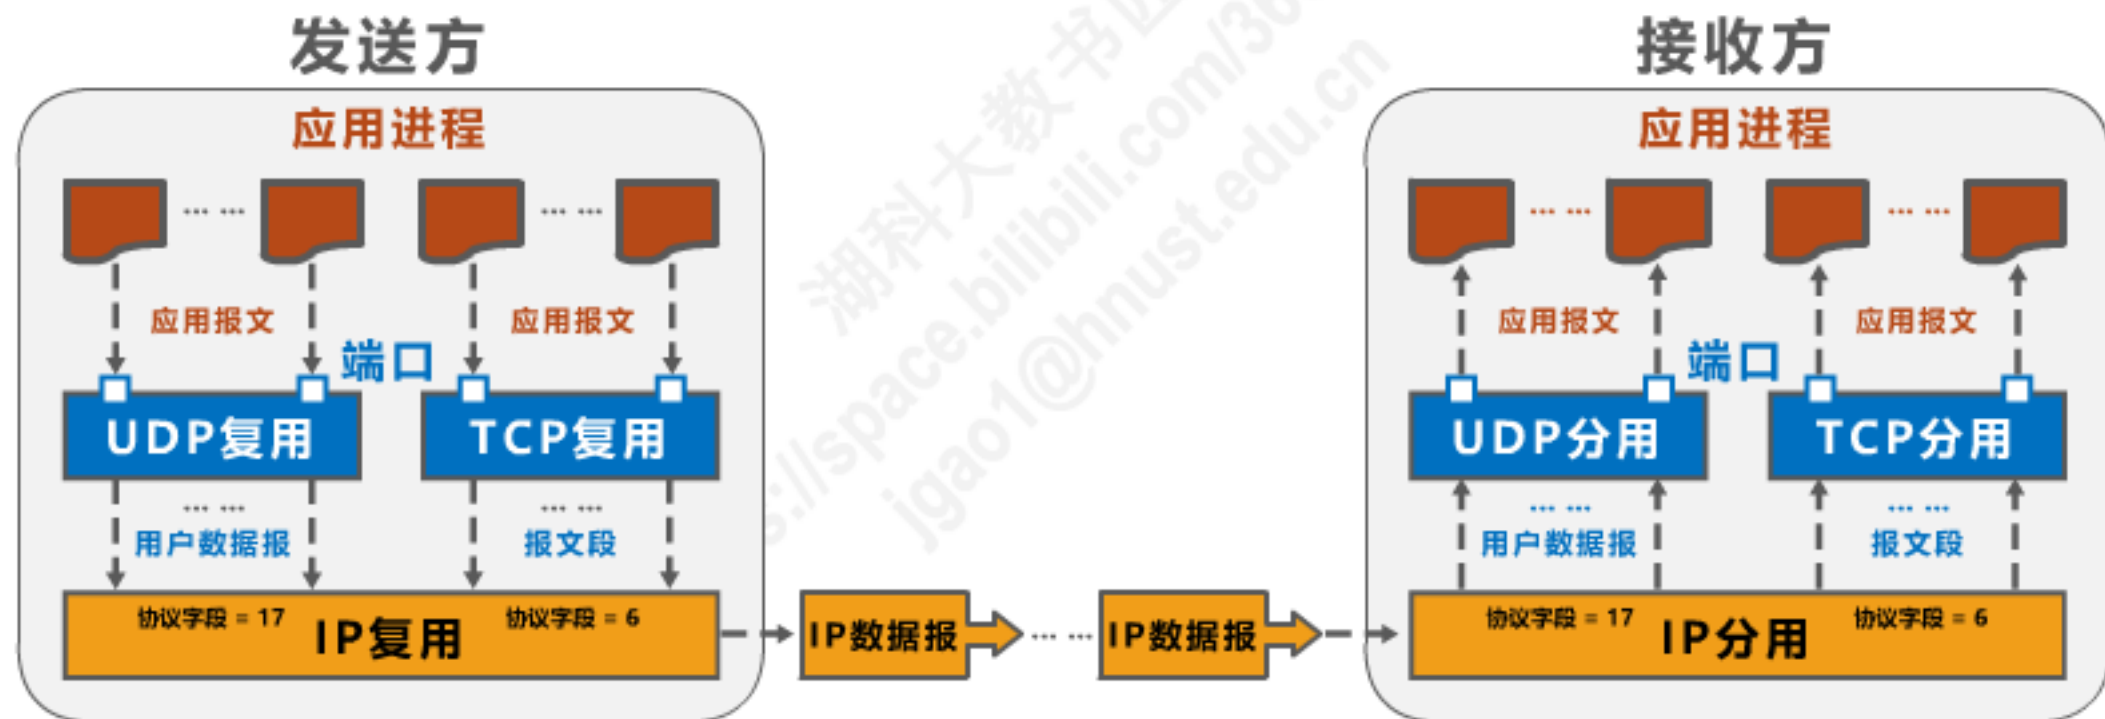 发送方
应用进程
... ... ... ...
应用报文 应用报文
端口
UDP复用 TCP复用
... ... ... ...
用户数据报 报文段
协议字段 = 17 IP复用 协议字段 = 6
IP数据报 ... ... IP数据报
接收方
应用进程
... ... ... ...
应用报文 应用报文
端口
UDP分用 TCP分用
... ... ... ...
用户数据报 报文段
协议字段 = 17 IP分用 协议字段 = 6
湖科大教书匠
s://space.bilibili.com/36
jgao1@hnust.edu.cn